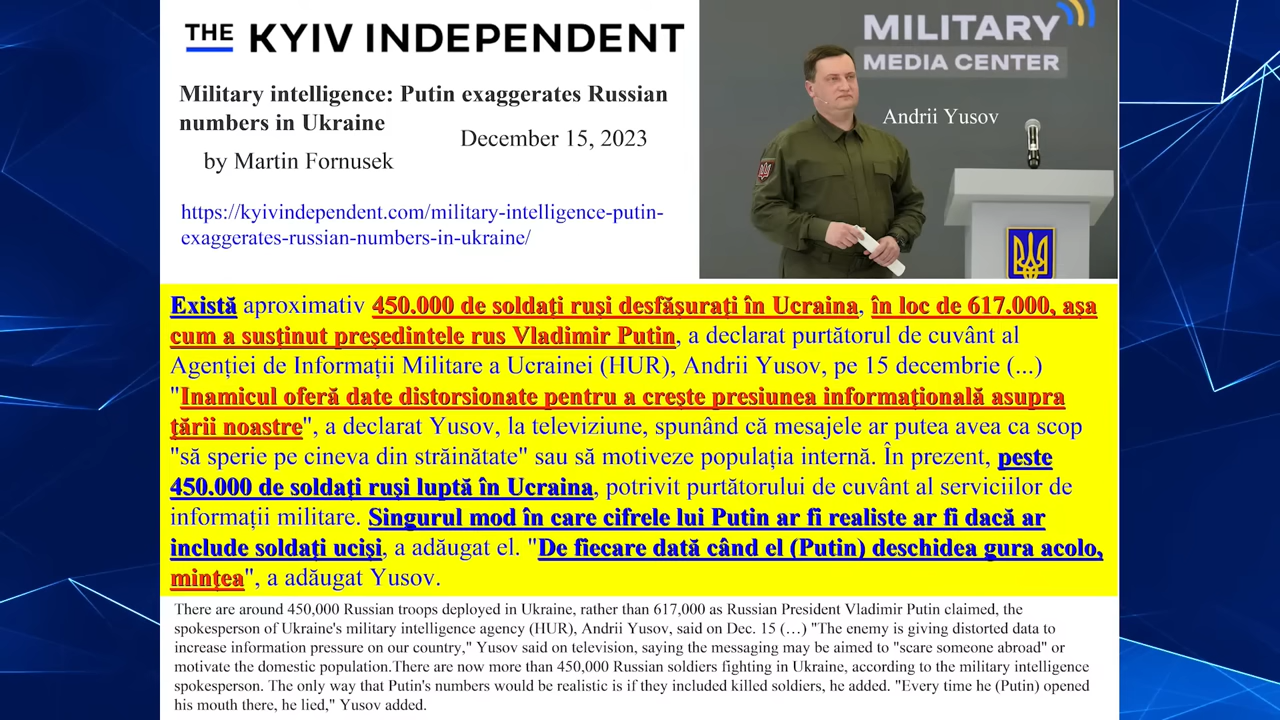 THE KYIV INDEPENDENT
Military intelligence: Putin exaggerates Russian
numbers in Ukraine
December 15, 2023
by Martin Fornusek
https://kyivindependent.com/military-intelligence-putin-
exaggerates-russian-numbers-in-ukraine/
MILITARY
MEDIA CENTER
Andrii Yusov
Există aproximativ 450.000 de soldați ruși desfășurați în Ucraina, în loc de 617.000, așa
cum a susținut președintele rus Vladimir Putin, a declarat purtătorul de cuvânt al
Agenției de Informații Militare a Ucrainei (HUR), Andrii Yusov, pe 15 decembrie (...)
"Inamicul oferă date distorsionate pentru a crește presiunea informațională asupra
țării noastre", a declarat Yusov, la televiziune, spunând că mesajele ar putea avea ca scop
"să sperie pe cineva din străinătate" sau să motiveze populația internă. În prezent, peste
450.000 de soldați ruși luptă în Ucraina, potrivit purtătorului de cuvânt al serviciilor de
informații militare. Singurul mod în care cifrele lui Putin ar fi realiste ar fi dacă ar
include soldați uciși, a adăugat el. "De fiecare dată când el (Putin) deschidea gura acolo,
mințea", a adăugat Yusov.
There are around 450,000 Russian troops deployed in Ukraine, rather than 617,000 as Russian President Vladimir Putin claimed, the
spokesperson of Ukraine's military intelligence agency (HUR), Andrii Yusov, said on Dec. 15 (…) "The enemy is giving distorted data to
increase information pressure on our country," Yusov said on television, saying the messaging may be aimed to "scare someone abroad" or
motivate the domestic population.There are now more than 450,000 Russian soldiers fighting in Ukraine, according to the military intelligence
spokesperson. The only way that Putin's numbers would be realistic is if they included killed soldiers, he added. "Every time he (Putin) opened
his mouth there, he lied," Yusov added.